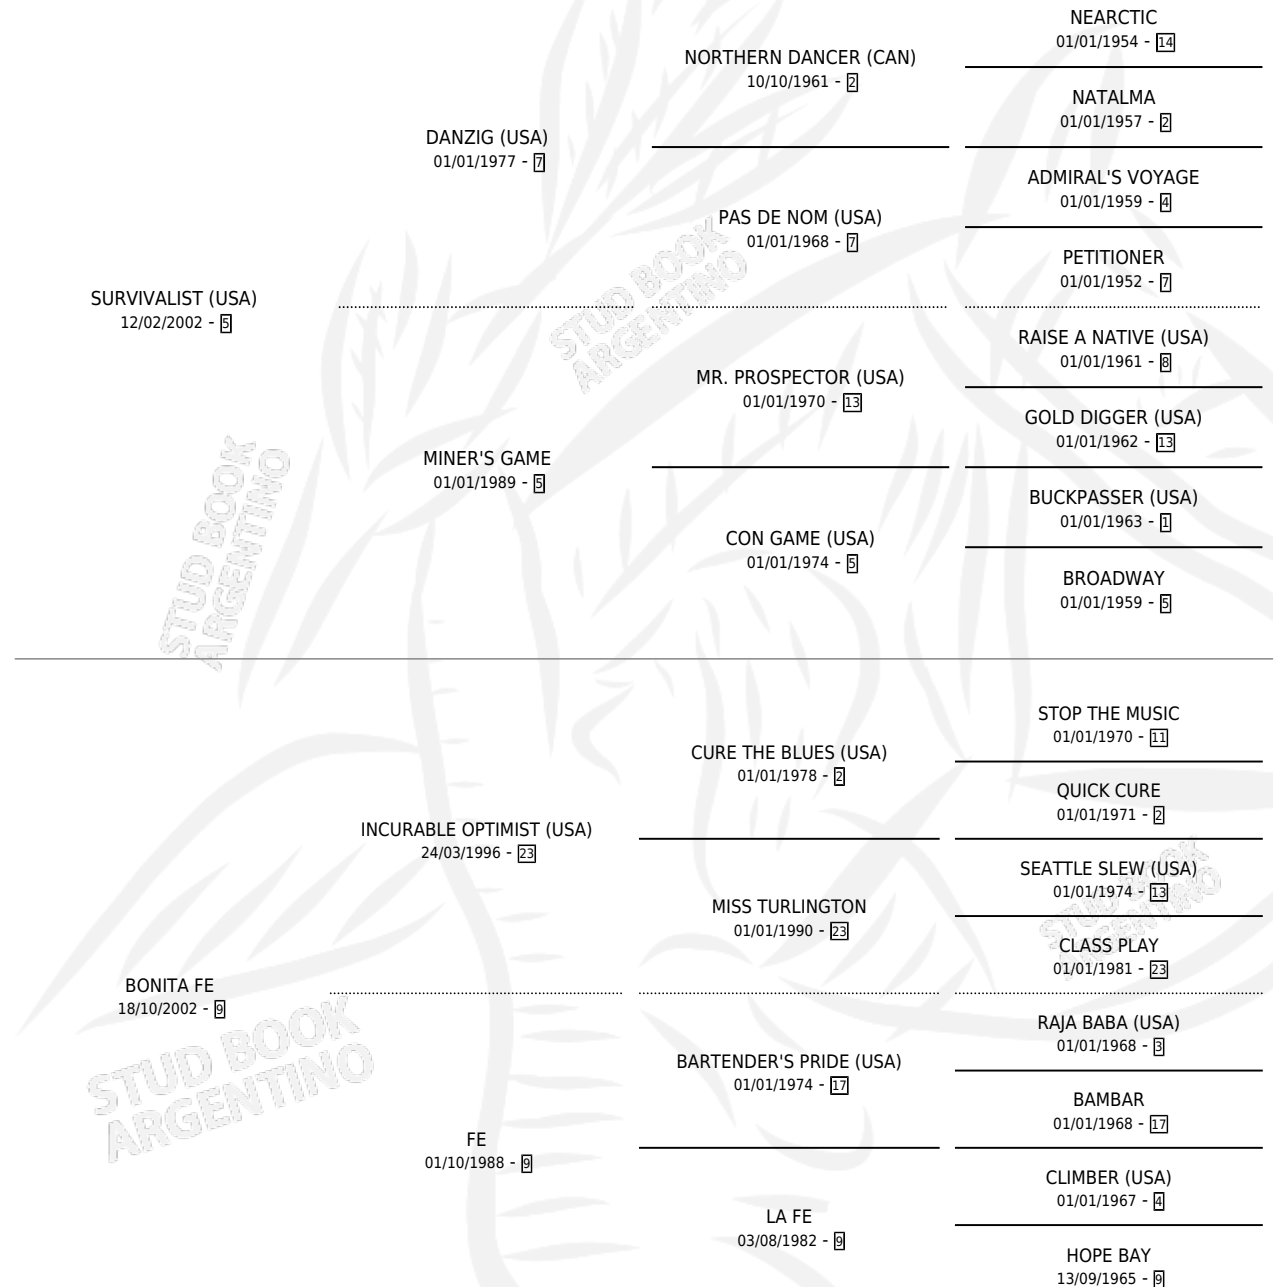 NEARCTIC
01/01/1954 - 14
NORTHERN DANCER (CAN)
10/10/1961 - 2
NATALMA
01/01/1957 - 2
DANZIG (USA)
01/01/1977 - 7
ADMIRAL'S VOYAGE
01/01/1959 - 4
PAS DE NOM (USA)
01/01/1968 - 7
PETITIONER
01/01/1952 - 7
SURVIVALIST (USA)
12/02/2002 - 5
RAISE A NATIVE (USA)
01/01/1961 - 8
MR. PROSPECTOR (USA)
01/01/1970 - 13
GOLD DIGGER (USA)
01/01/1962 - 13
MINER'S GAME
01/01/1989 - 5
BUCKPASSER (USA)
01/01/1963 - 1
CON GAME (USA)
01/01/1974 - 5
BROADWAY
01/01/1959 - 5
STOP THE MUSIC
01/01/1970 - 11
CURE THE BLUES (USA)
01/01/1978 - 2
QUICK CURE
01/01/1971 - 2
INCURABLE OPTIMIST (USA)
24/03/1996 - 23
SEATTLE SLEW (USA)
01/01/1974 - 13
MISS TURLINGTON
01/01/1990 - 23
CLASS PLAY
01/01/1981 - 23
BONITA FE
18/10/2002 - 9
RAJA BABA (USA)
01/01/1968 - 3
BARTENDER'S PRIDE (USA)
01/01/1974 - 17
BAMBAR
01/01/1968 - 17
FE
01/10/1988 - 9
CLIMBER (USA)
01/01/1967 - 4
LA FE
03/08/1982 - 9
HOPE BAY
13/09/1965 - 9
STUD BOOK
ARGENTINO
STUD BOOK
ARGENTINO
STUD BOOK
ARGENTINO
STUD BOOK
ARGENTINO